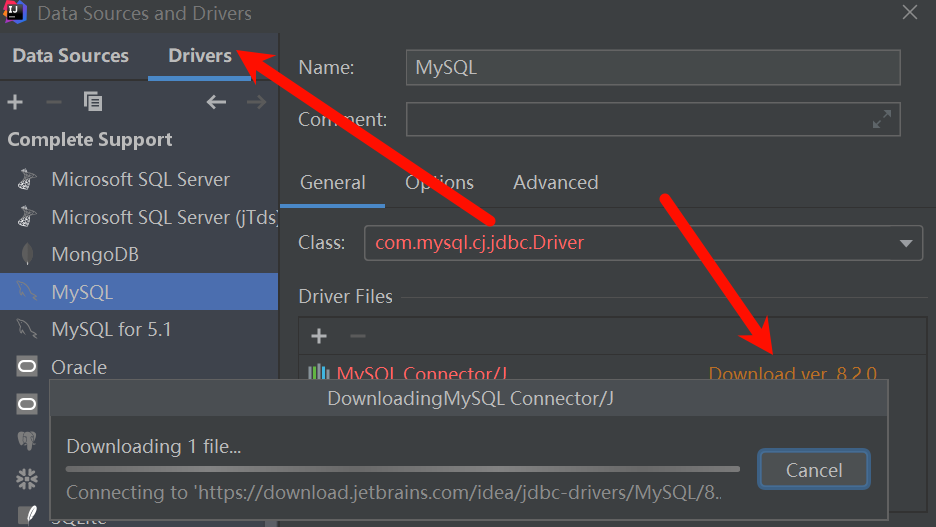 IJ Data Sources and Drivers
Data Sources
Drivers
Name:
MySQL
Comment:
Complete Support
General
Options
Advanced
Microsoft SQL Server
Microsoft SQL Server (jTds)
Class:
com.mysql.cj.jdbc.Driver
MongoDB
MySQL
Driver Files
MySQL for 5.1
Oracle
MySQL Connector/J
Download ver. 8.2.0
DownloadingMySQL Connector/J
Downloading 1 file...
Cancel
Connecting to 'https://download.jetbrains.com/idea/jdbc-drivers/MySQL/8..
SQLite